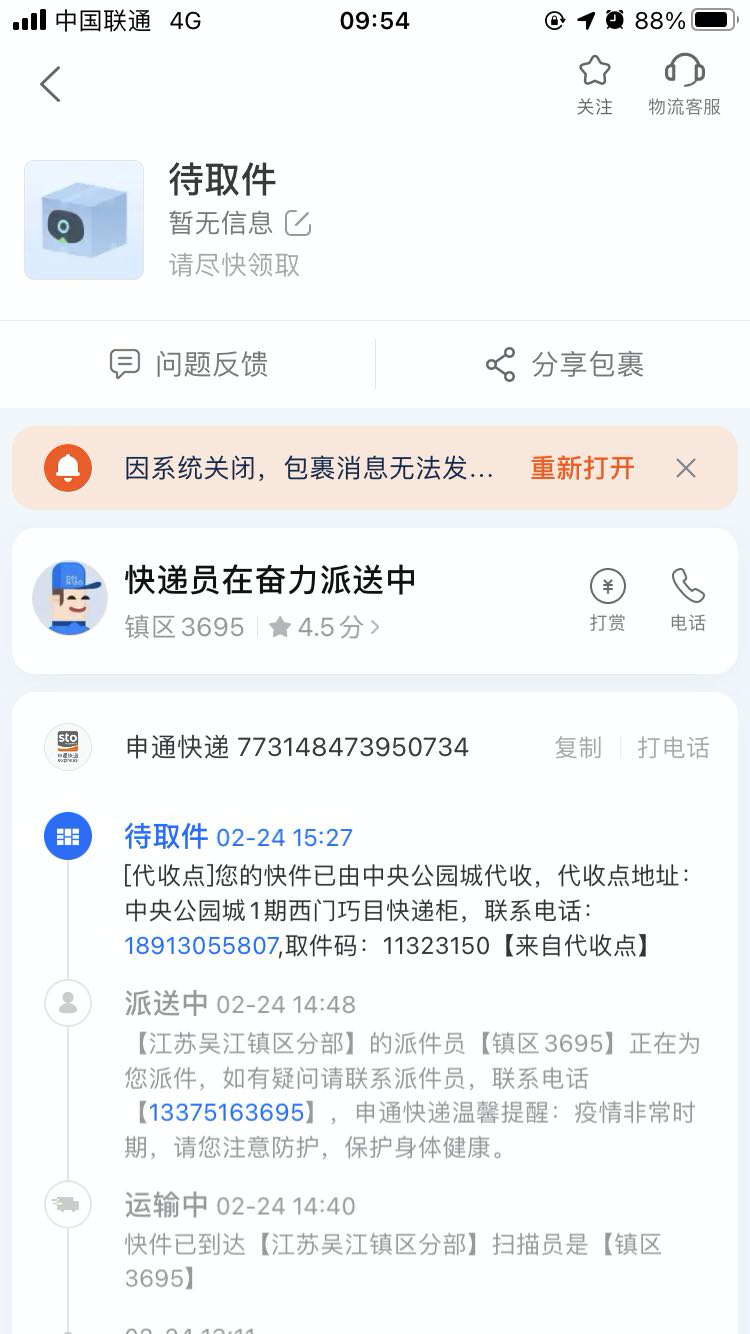 中国联通 4G 09:54 88%
关注 物流客服
待取件
暂无信息
请尽快领取
问题反馈 分享包裹
因系统关闭，包裹消息无法发... 重新打开
快递员在奋力派送中
镇区3695 4.5分
打赏 电话
sto
申通快递
express
申通快递 773148473950734 复制 打电话
待取件 02-24 15:27
[代收点]您的快件已由中央公园城代收，代收点地址：
中央公园城1期西门巧目快递柜，联系电话：
18913055807,取件码：11323150【来自代收点】
派送中 02-24 14:48
【江苏吴江镇区分部】的派件员【镇区3695】正在为
您派件，如有疑问请联系派件员，联系电话
【13375163695】，申通快递温馨提醒：疫情非常时
期，请您注意防护，保护身体健康。
运输中 02-24 14:40
快件已到达【江苏吴江镇区分部】扫描员是【镇区
3695】